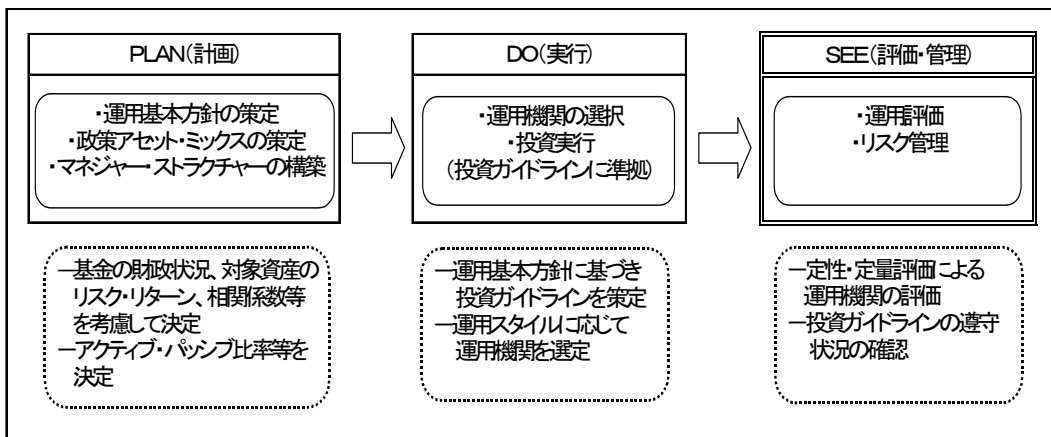 PLAN(計画)
・運用基本方針の策定
・政策アセット・ミックスの策定
・マネジャー・ストラクチャーの構築
―基金の財政状況、対象資産の
リスク・リターン、相関係数等
を考慮して決定
―アクティブ・パッシブ比率等を
決定
DO(実行)
・運用機関の選択
・投資実行
(投資ガイドラインに準拠)
―運用基本方針に基づき
投資ガイドラインを策定
―運用スタイルに応じて
運用機関を選定
SEE(評価・管理)
・運用評価
・リスク管理
―定性・定量評価による
運用機関の評価
―投資ガイドラインの遵守
状況の確認